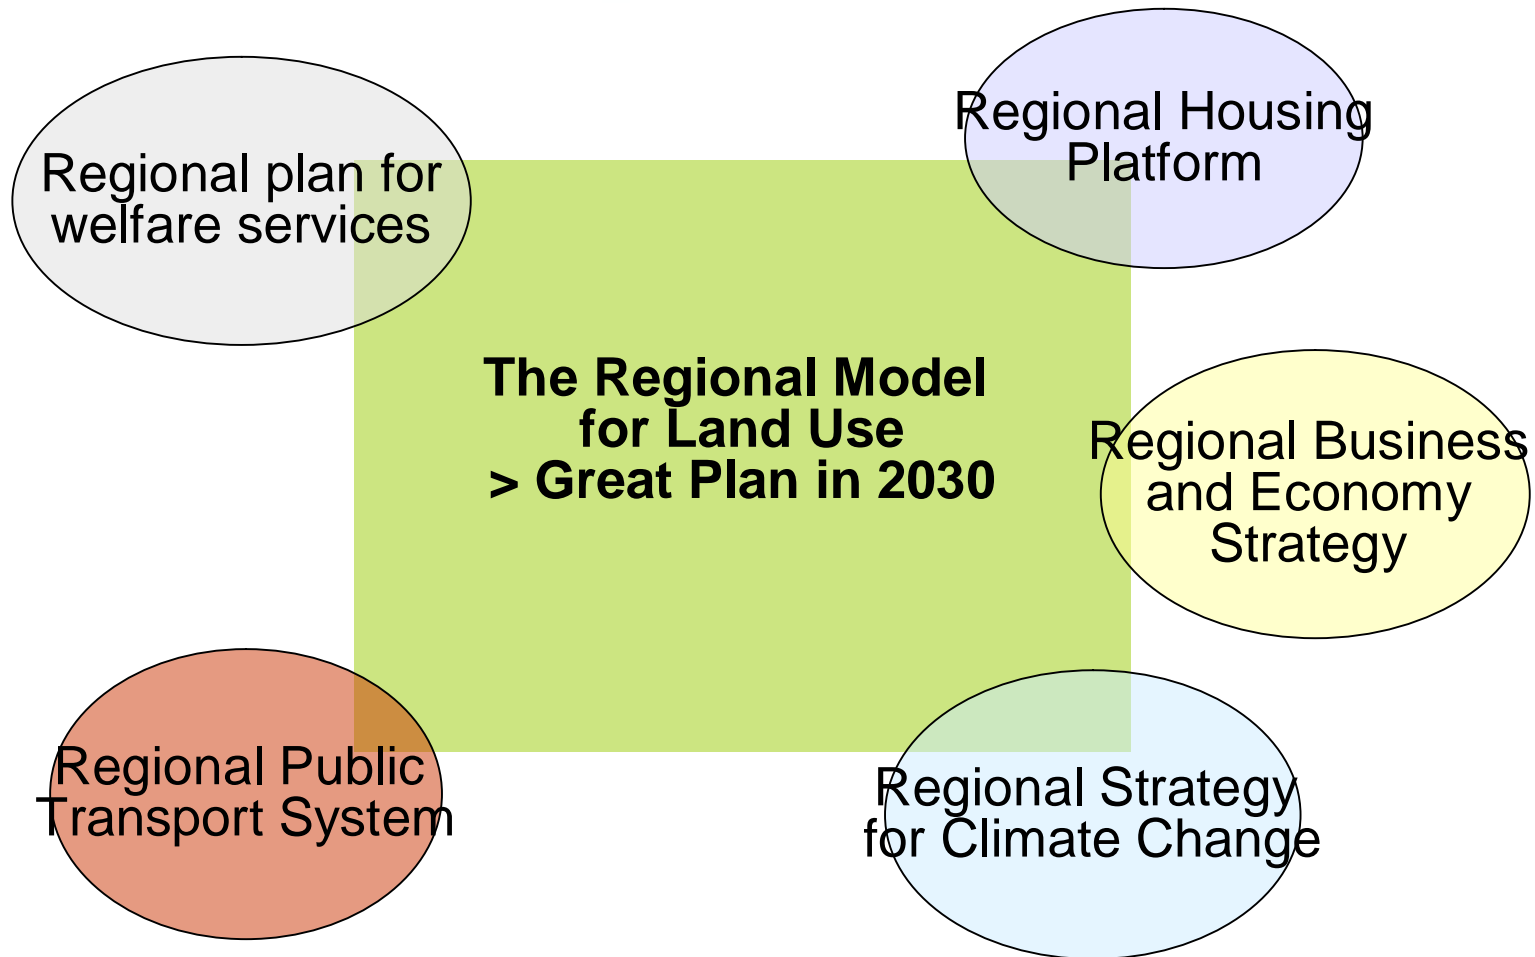 Regional Housing
Platform
Regional plan for
welfare services
The Regional Model
for Land Use
> Great Plan in 2030
Regional Business
and Economy
Strategy
Regional Public
Transport System
Regional Strategy
for Climate Change